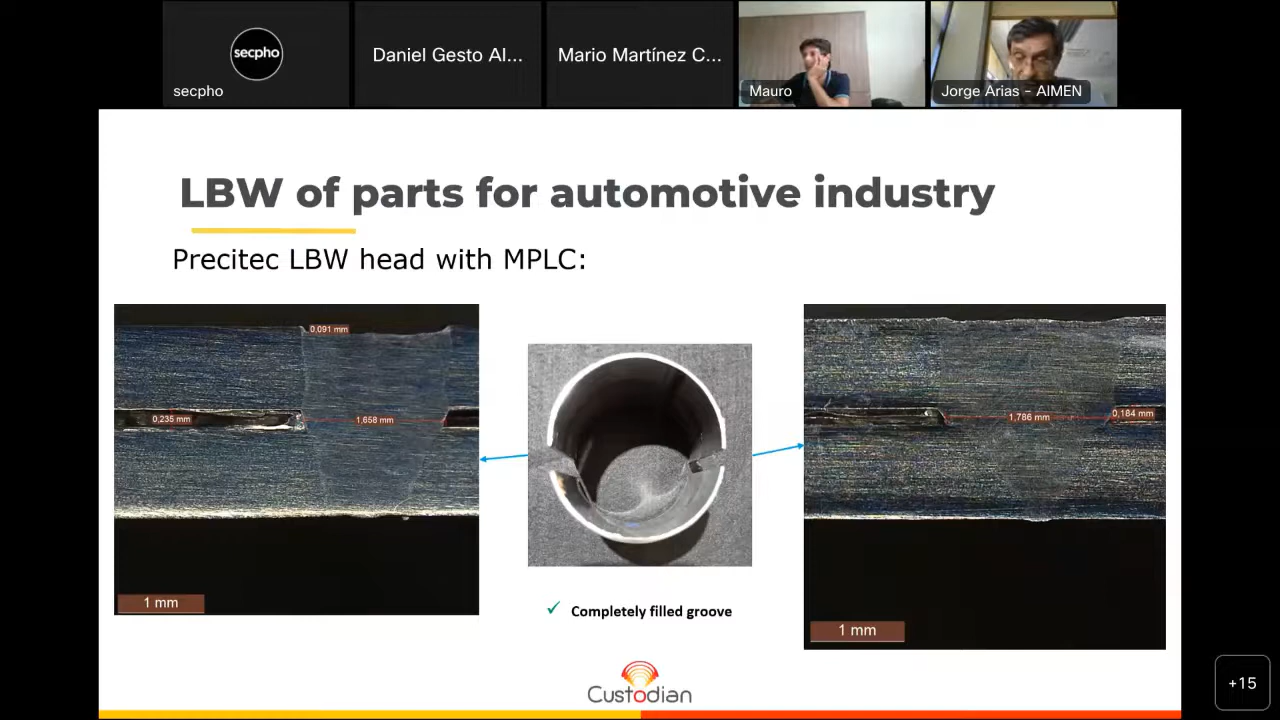 secpho
secpho
Daniel Gesto Al...
Mario Martínez C...
Mauro
Jorge Arias - AIMEN
LBW of parts for automotive industry
Precitec LBW head with MPLC:
0,091 mm
0,235 mm
1,658 mm
1 mm
1,786 mm
0,184 mm
1 mm
✓ Completely filled groove
Custodian
+15